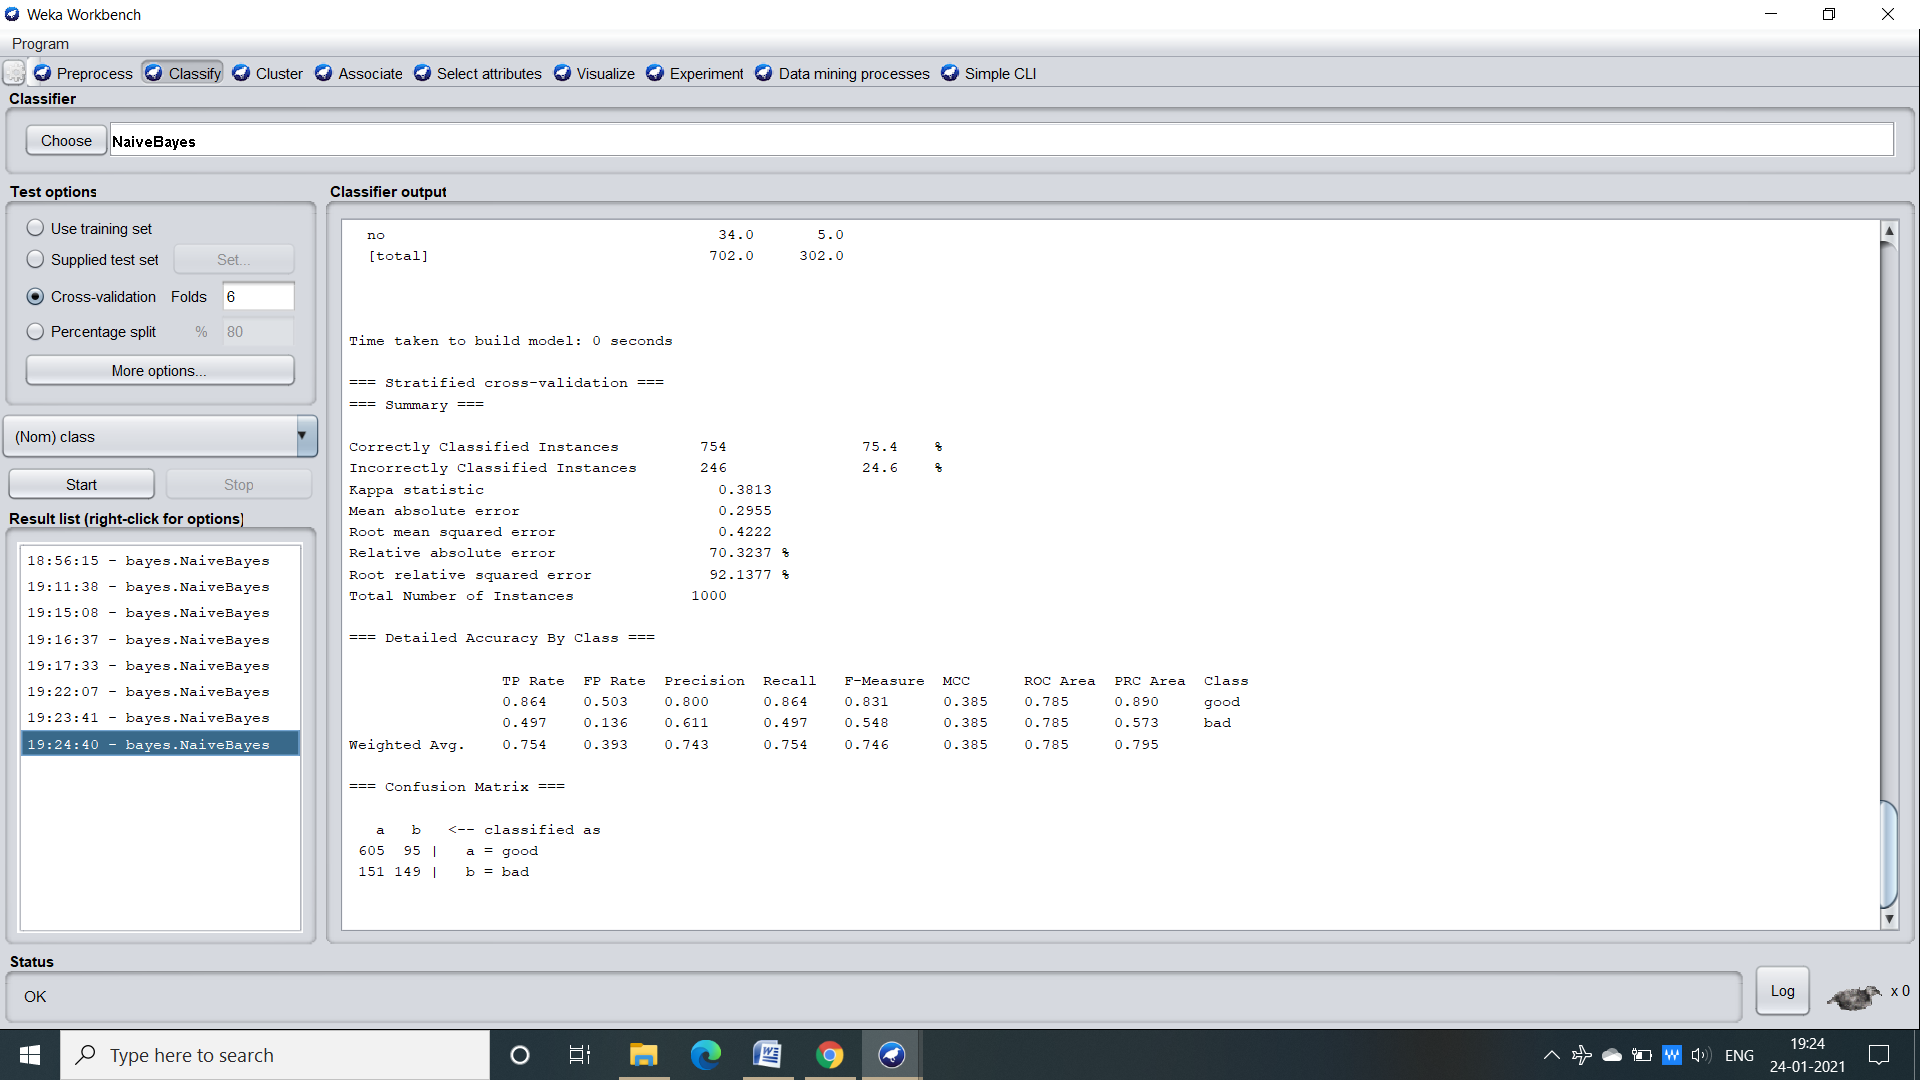 Weka Workbench
Program
Preprocess Classify Cluster Associate Select attributes Visualize Experiment Data mining processes Simple CLI
Classifier
Choose NaiveBayes
Test options
Use training set
Supplied test set Set...
Cross-validation Folds 6
Percentage split % 80
More options...
(Nom) class
Start Stop
Result list (right-click for options)
18:56:15 - bayes.NaiveBayes
19:11:38 - bayes.NaiveBayes
19:15:08 - bayes.NaiveBayes
19:16:37 - bayes.NaiveBayes
19:17:33 - bayes.NaiveBayes
19:22:07 - bayes.NaiveBayes
19:23:41 - bayes.NaiveBayes
19:24:40 - bayes.NaiveBayes
Classifier output
no 34.0 5.0
[total] 702.0 302.0
Time taken to build model: 0 seconds
=== Stratified cross-validation ===
=== Summary ===
Correctly Classified Instances 754 75.4 %
Incorrectly Classified Instances 246 24.6 %
Kappa statistic 0.3813
Mean absolute error 0.2955
Root mean squared error 0.4222
Relative absolute error 70.3237 %
Root relative squared error 92.1377 %
Total Number of Instances 1000
=== Detailed Accuracy By Class ===
TP Rate FP Rate Precision Recall F-Measure MCC ROC Area PRC Area Class
0.864 0.503 0.800 0.864 0.831 0.385 0.785 0.890 good
0.497 0.136 0.611 0.497 0.548 0.385 0.785 0.573 bad
Weighted Avg. 0.754 0.393 0.743 0.754 0.746 0.385 0.785 0.795
=== Confusion Matrix ===
a b <-- classified as
605 95 | a = good
151 149 | b = bad
Status
OK
Log x 0
Type here to search
ENG
19:24
24-01-2021